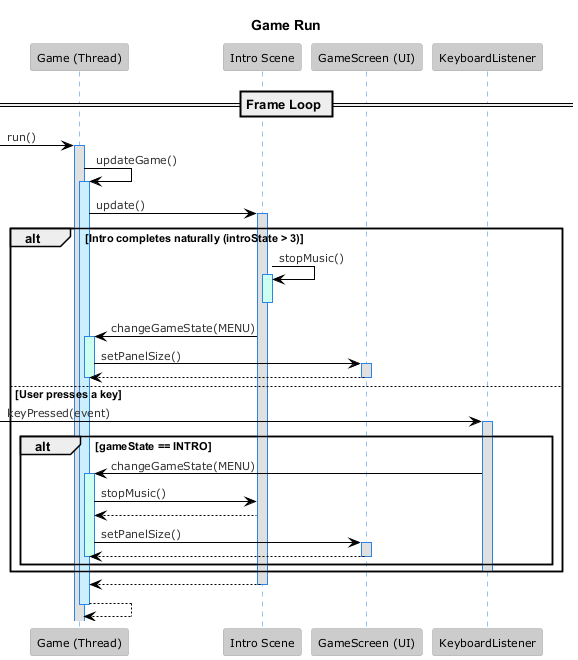 Game Run
Game (Thread) Intro Scene GameScreen (UI) KeyboardListener
Frame Loop
run()
updateGame()
update()
alt [Intro completes naturally (introState > 3)]
stopMusic()
changeGameState(MENU)
setPanelSize()
[User presses a key]
keyPressed(event)
alt [gameState == INTRO]
changeGameState(MENU)
stopMusic()
setPanelSize()
Game (Thread) Intro Scene GameScreen (UI) KeyboardListener